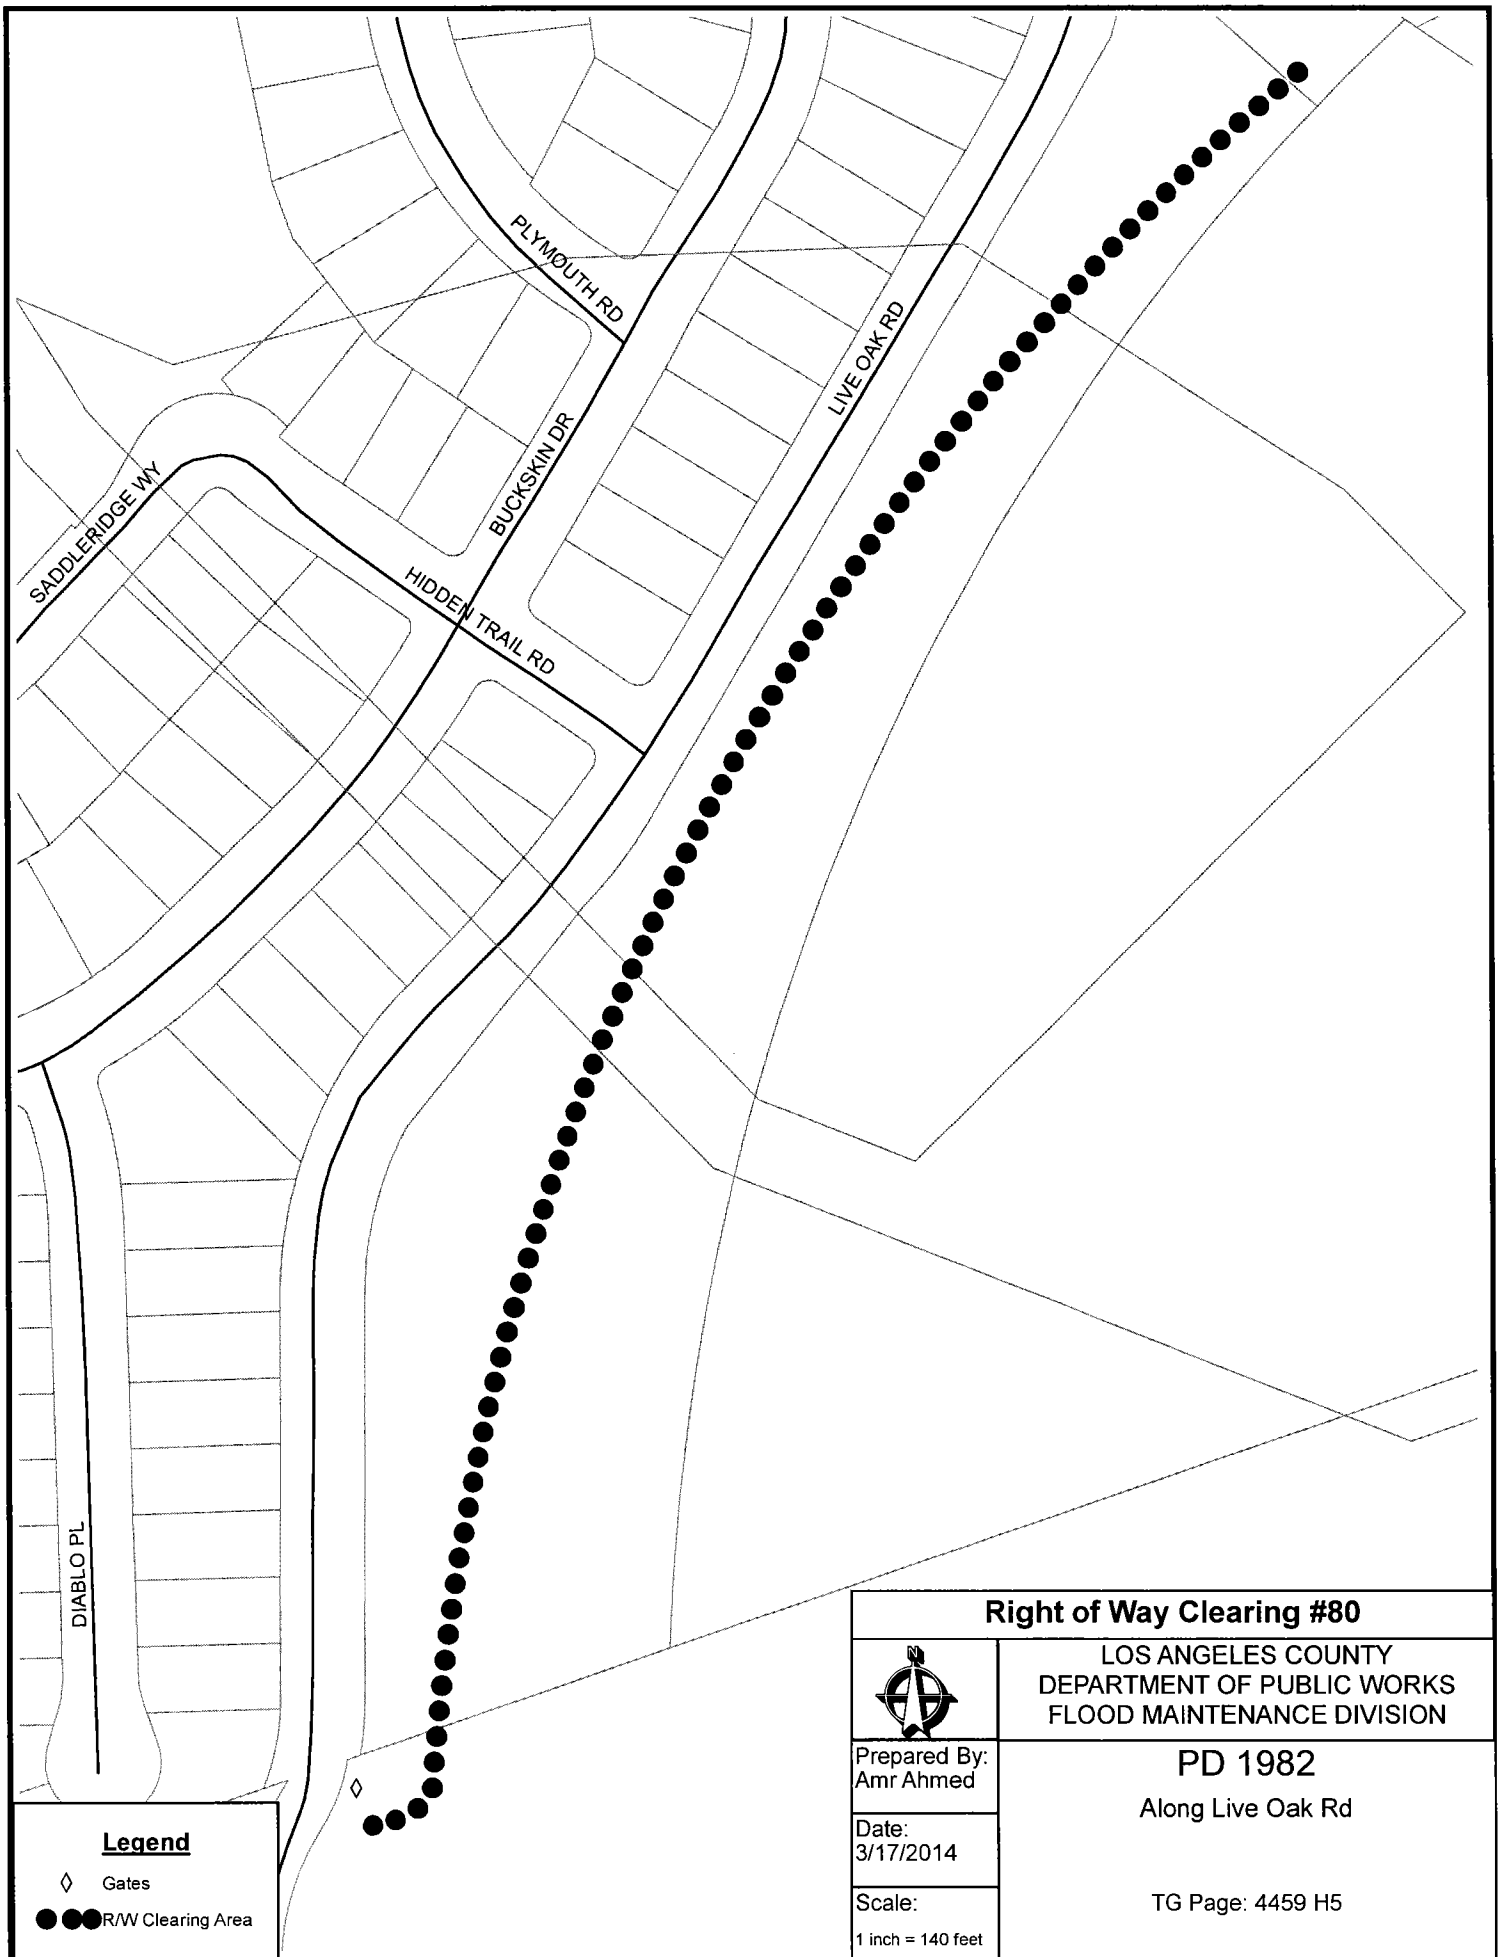 PLYMOUTH RD
LIVE OAK RD
BUCKSKIN DR
SADDLERIDGE WY
HIDDEN TRAIL RD
DIABLO PL
Legend
Gates
R/W Clearing Area
Right of Way Clearing #80
N
LOS ANGELES COUNTY
DEPARTMENT OF PUBLIC WORKS
FLOOD MAINTENANCE DIVISION
Prepared By:
Amr Ahmed
PD 1982
Along Live Oak Rd
Date:
3/17/2014
Scale:
1 inch = 140 feet
TG Page: 4459 H5